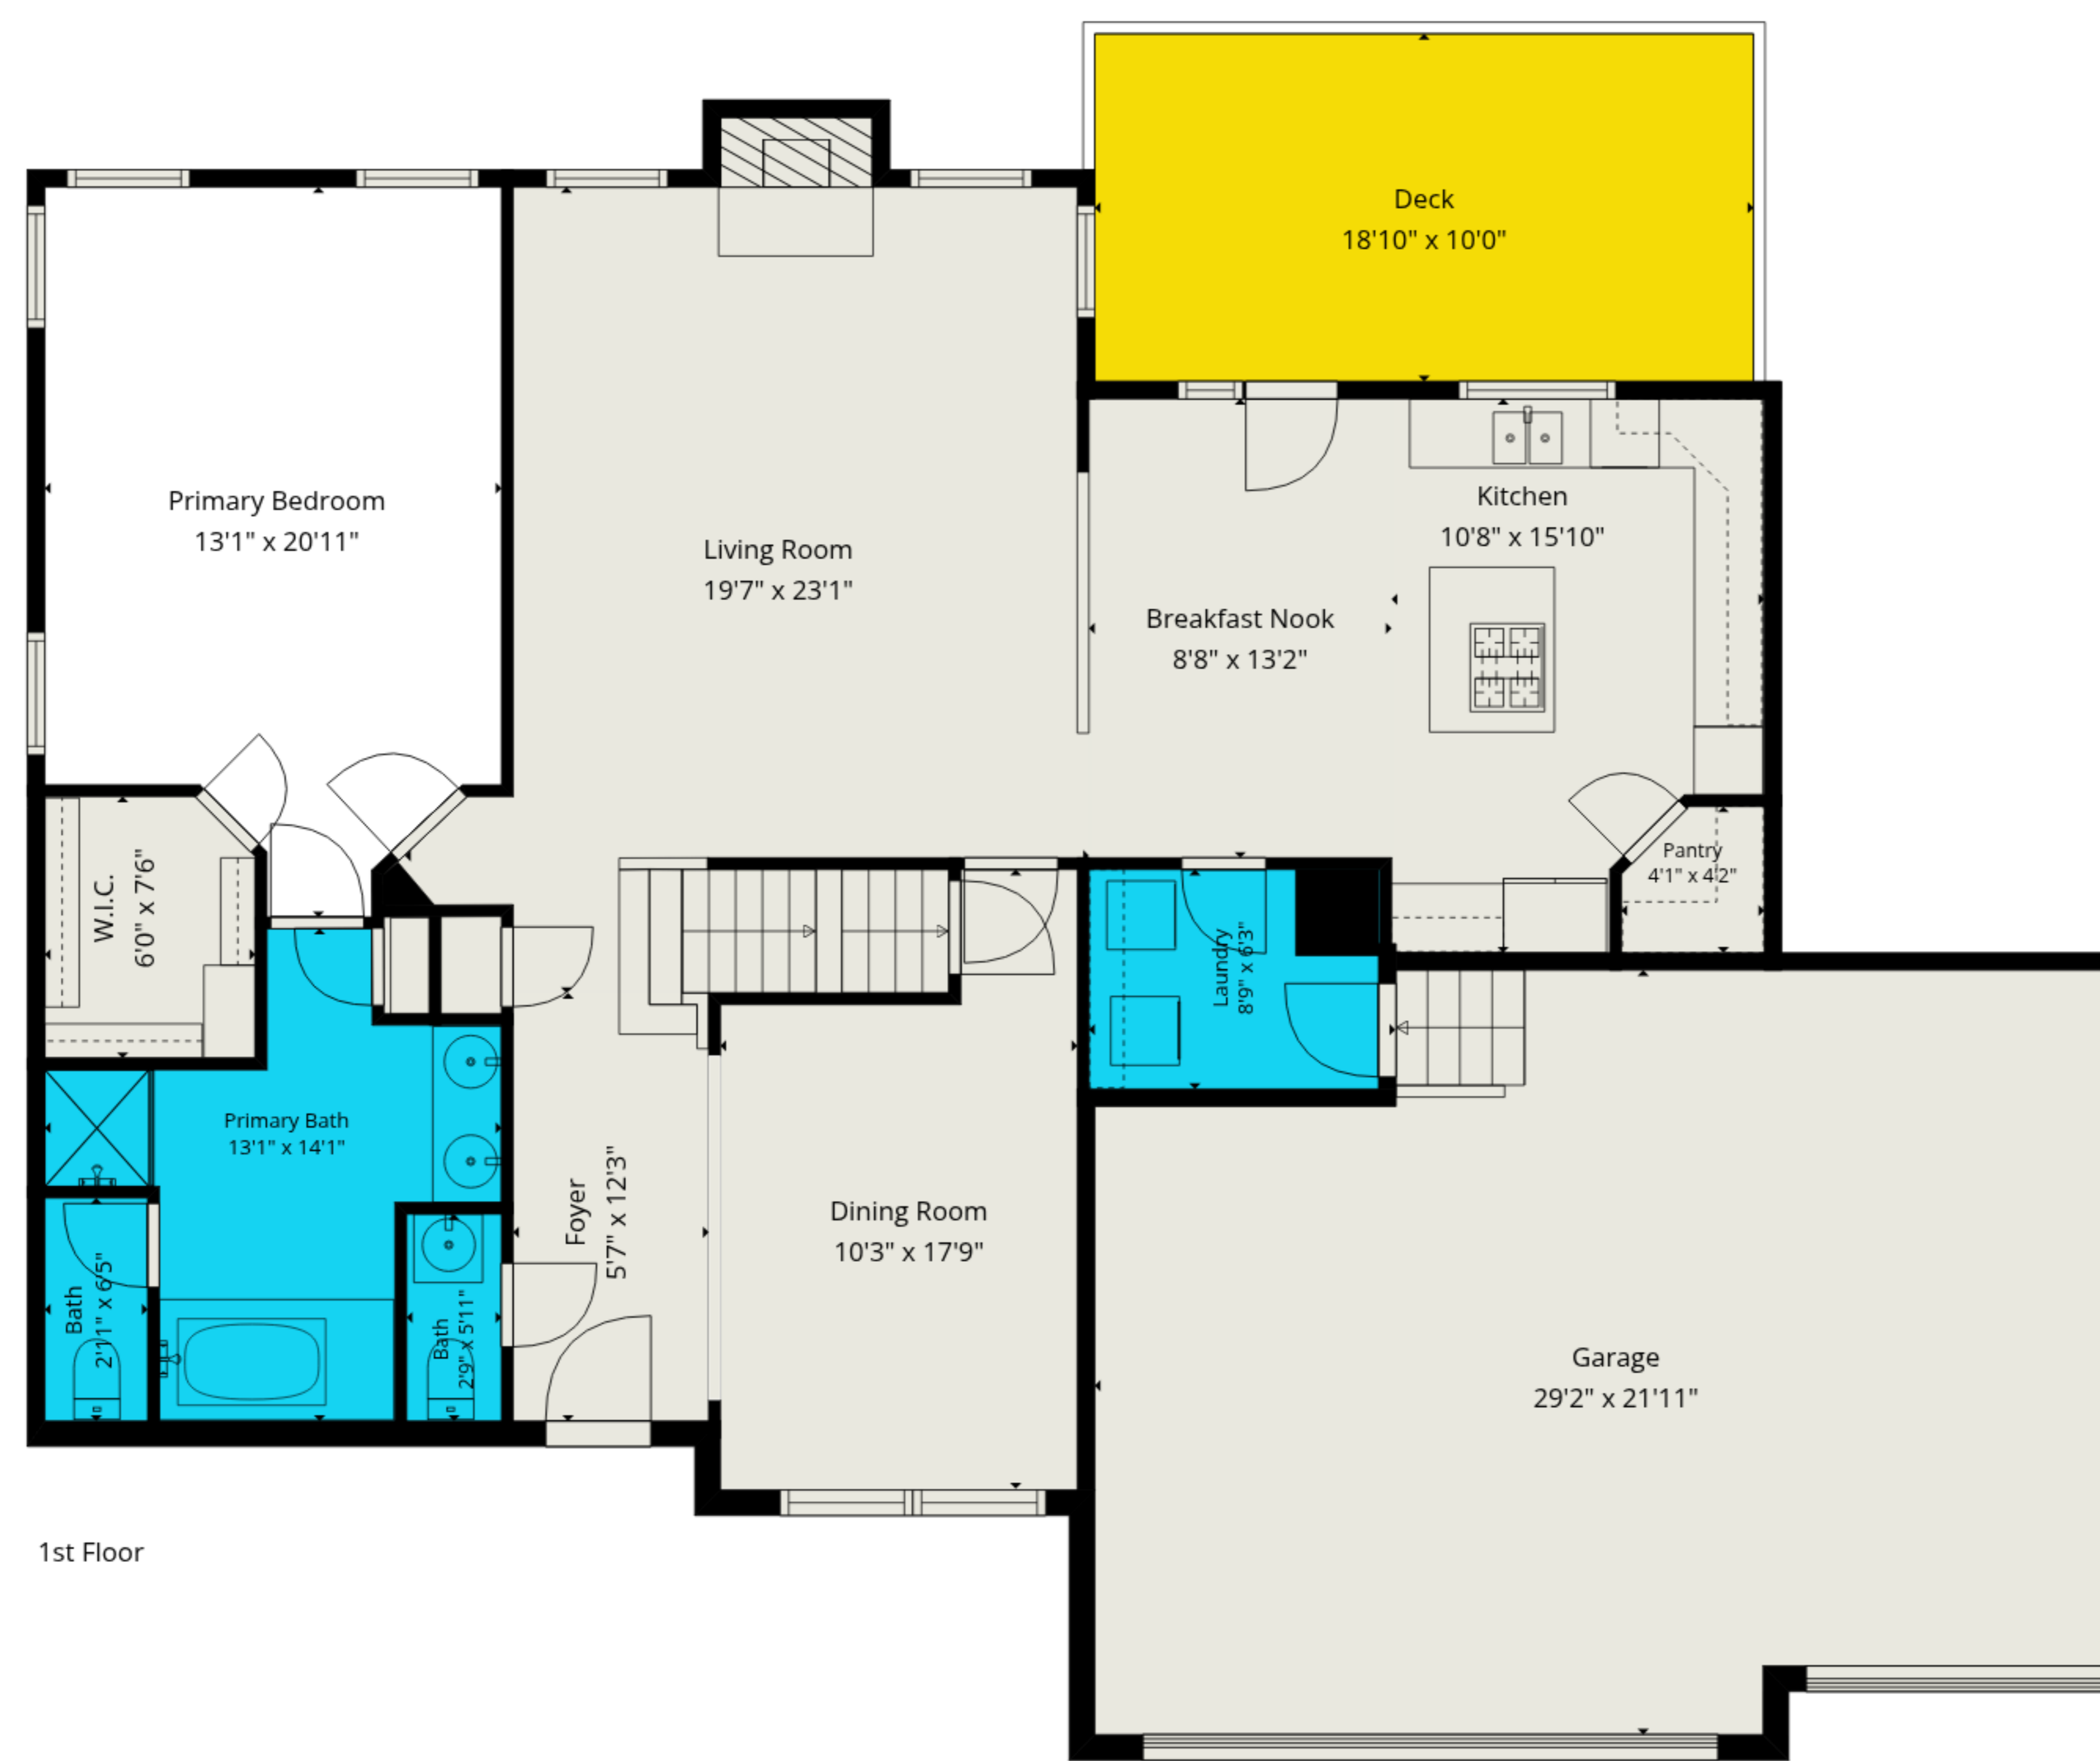 Deck
18'10" x 10'0"
Primary Bedroom
13'1" x 20'11"
Living Room
19'7" x 23'1"
Kitchen
10'8" x 15'10"
Breakfast Nook
8'8" x 13'2"
W.I.C.
6'0" x 7'6"
Pantry
4'1" x 4'2"
Laundry
8'9" x 6'3"
Primary Bath
13'1" x 14'1"
Foyer
5'7" x 12'3"
Dining Room
10'3" x 17'9"
Bath
2'11" x 6'5"
Bath
2'9" x 5'11"
Garage
29'2" x 21'11"
1st Floor